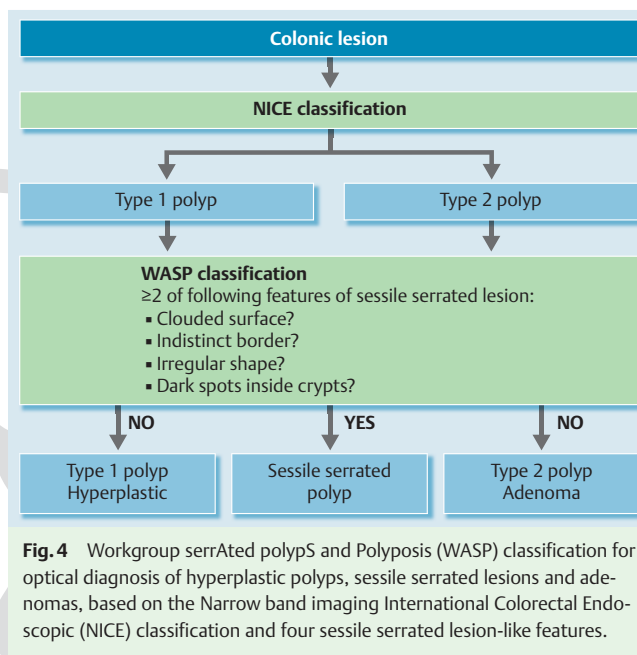 Colonic lesion
NICE classification
Type 1 polyp
Type 2 polyp
WASP classification
≥2 of following features of sessile serrated lesion:
▪ Clouded surface?
▪ Indistinct border?
▪ Irregular shape?
▪ Dark spots inside crypts?
NO
YES
NO
Type 1 polyp
Hyperplastic
Sessile serrated
polyp
Type 2 polyp
Adenoma
Fig. 4 Workgroup serrAted polypS and Polyposis (WASP) classification for
optical diagnosis of hyperplastic polyps, sessile serrated lesions and ade-
nomas, based on the Narrow band imaging International Colorectal Endo-
scopic (NICE) classification and four sessile serrated lesion-like features.